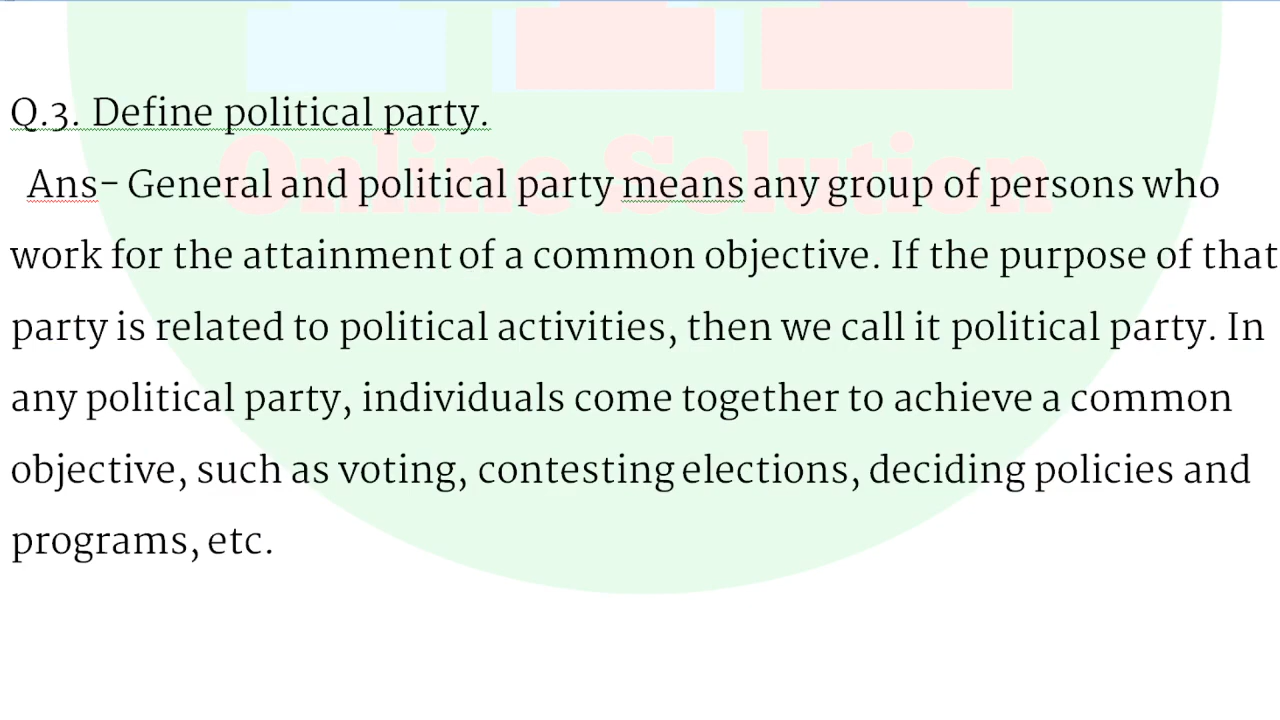 Q.3. Define political party.
Ans- General and political party means any group of persons who
work for the attainment of a common objective. If the purpose of that
party is related to political activities, then we call it political party. In
any political party, individuals come together to achieve a common
objective, such as voting, contesting elections, deciding policies and
programs, etc.
Online Solution